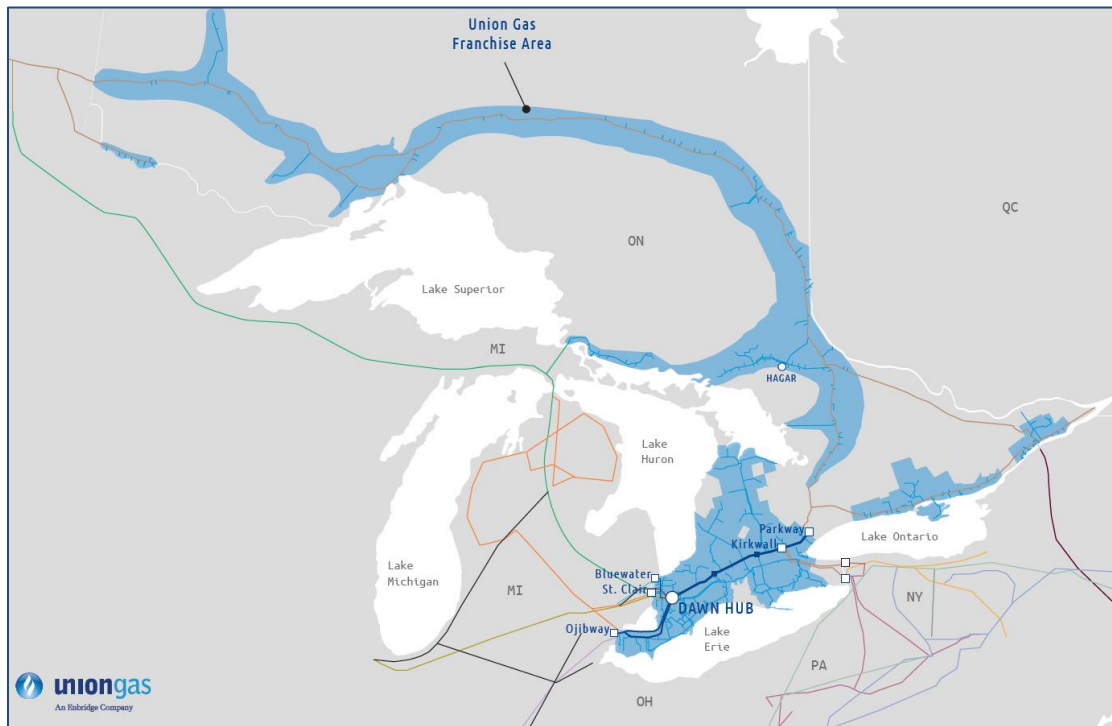 Union Gas
Franchise Area
QC
ON
Lake Superior
MI
HAGAR
Lake
Huron
Parkway
Kirkwall
Lake Ontario
Lake
Michigan
Bluewater
St. Clair
MI
DAWN HUB
NY
Ojibway
Lake
Erie
PA
OH
uniongas
An Enbridge Company